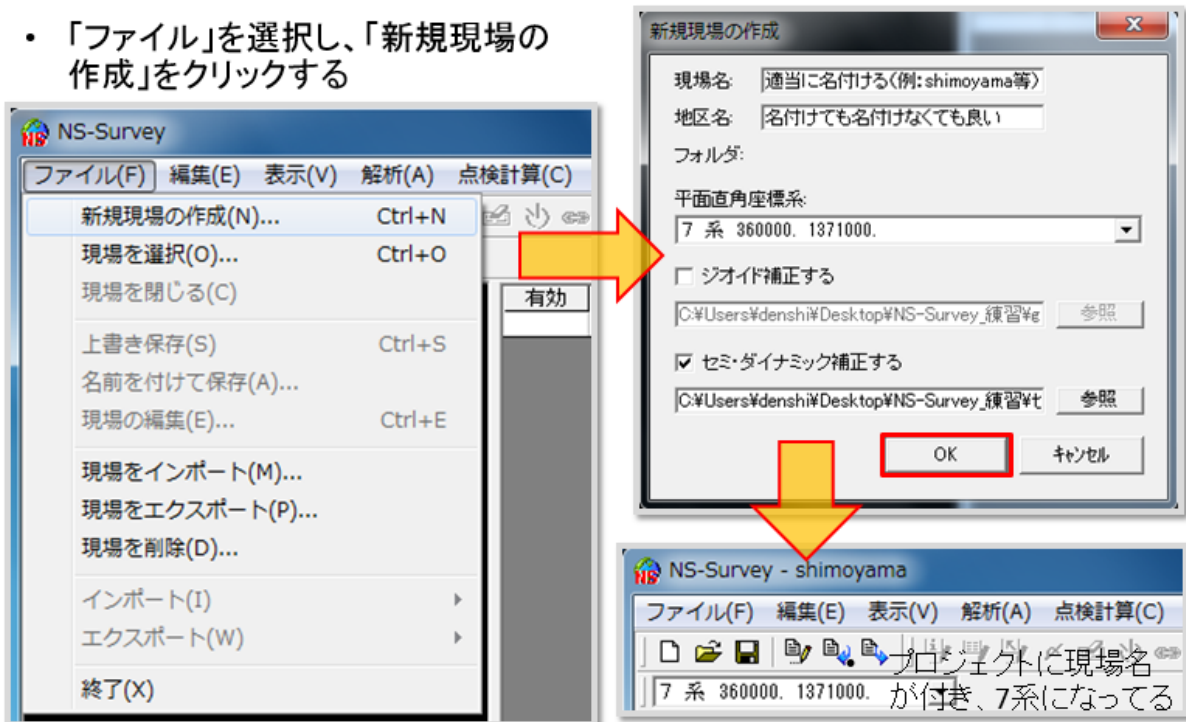 ・ 「ファイル」を選択し、「新規現場の
作成」をクリックする
NS-Survey
ファイル(F) 編集(E) 表示(V) 解析(A) 点検計算(C)
新規現場の作成(N)... Ctrl+N
現場を選択(O)... Ctrl+O
現場を閉じる(C)
上書き保存(S) Ctrl+S
名前を付けて保存(A)...
現場の編集(E)... Ctrl+E
現場をインポート(M)...
現場をエクスポート(P)...
現場を削除(D)...
インポート(I)
エクスポート(W)
終了(X)
有効
新規現場の作成
現場名: 適当に名付ける(例:shimoyama等)
地区名: 名付けても名付けなくても良い
フォルダ:
平面直角座標系:
7 系 360000. 1371000.
ジオイド補正する
C:¥Users¥denshi¥Desktop¥NS-Survey_練習¥g 参照
セミ・ダイナミック補正する
C:¥Users¥denshi¥Desktop¥NS-Survey_練習¥セ 参照
OK キャンセル
NS-Survey - shimoyama
ファイル(F) 編集(E) 表示(V) 解析(A) 点検計算(C)
7 系 360000. 1371000.
プロジェクトに現場名
が付き、7系になってる